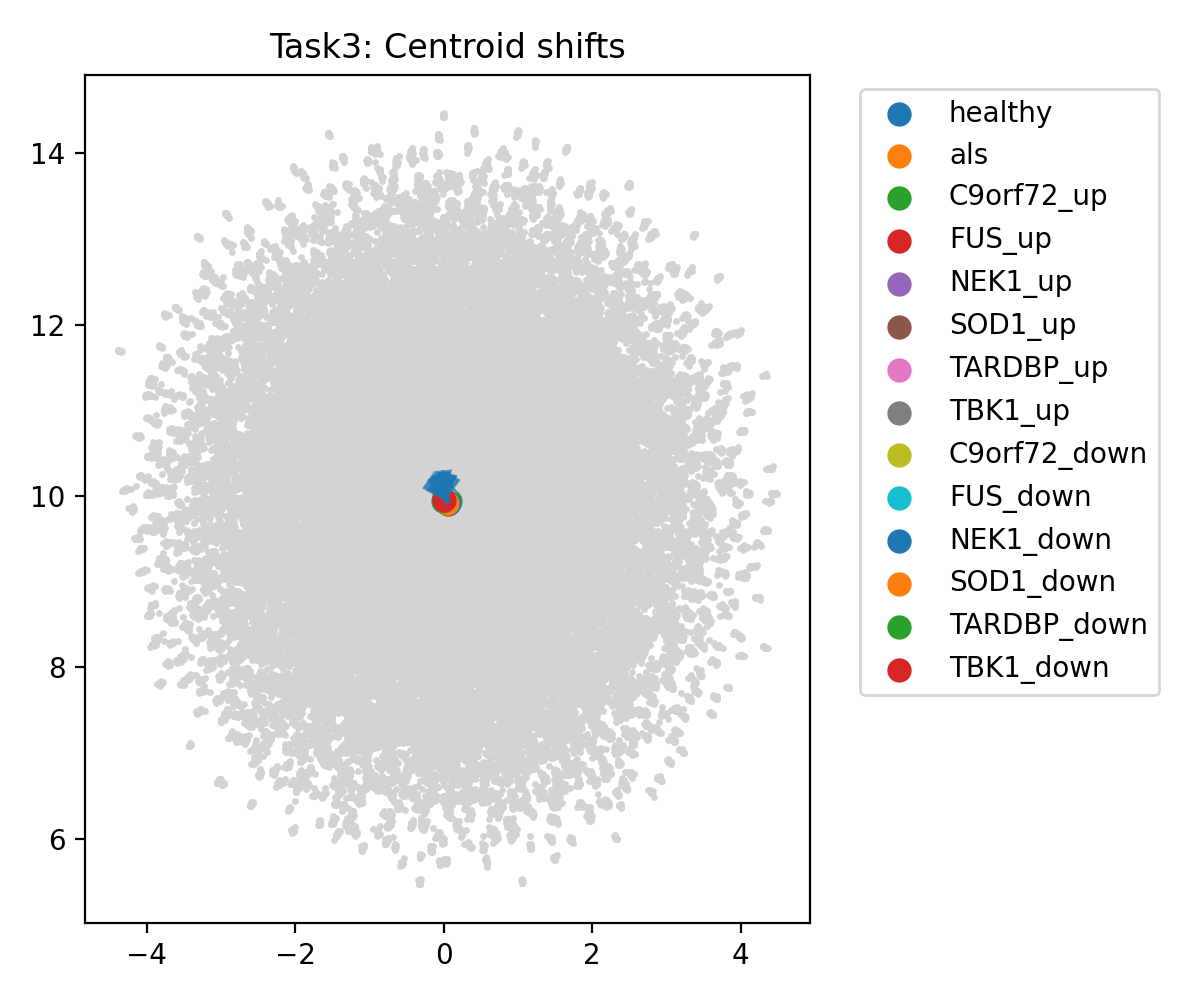 Task3: Centroid shifts
14
12
10
8
6
−4
−2
0
2
4
healthy
als
C9orf72_up
FUS_up
NEK1_up
SOD1_up
TARDBP_up
TBK1_up
C9orf72_down
FUS_down
NEK1_down
SOD1_down
TARDBP_down
TBK1_down